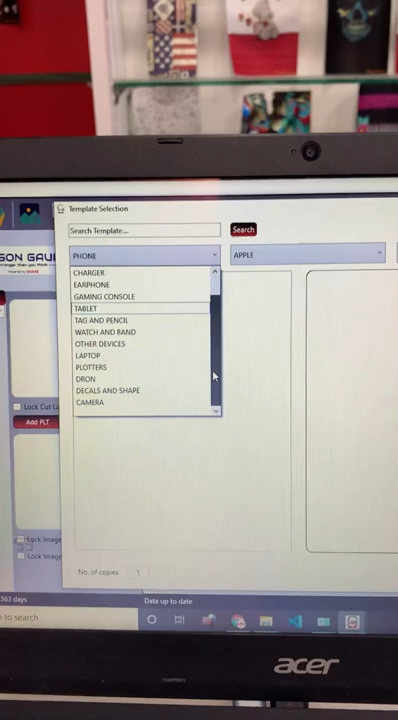 Template Selection
Search Template...
Search
PHONE
APPLE
CHARGER
EARPHONE
GAMING CONSOLE
TABLET
TAG AND PENCIL
WATCH AND BAND
OTHER DEVICES
LAPTOP
PLOTTERS
DRON
DECALS AND SHAPE
CAMERA
Lock Cut La
Add PLT
Lock Image
Lock Image
No. of copies 1
363 days
Data up to date
e to search
acer